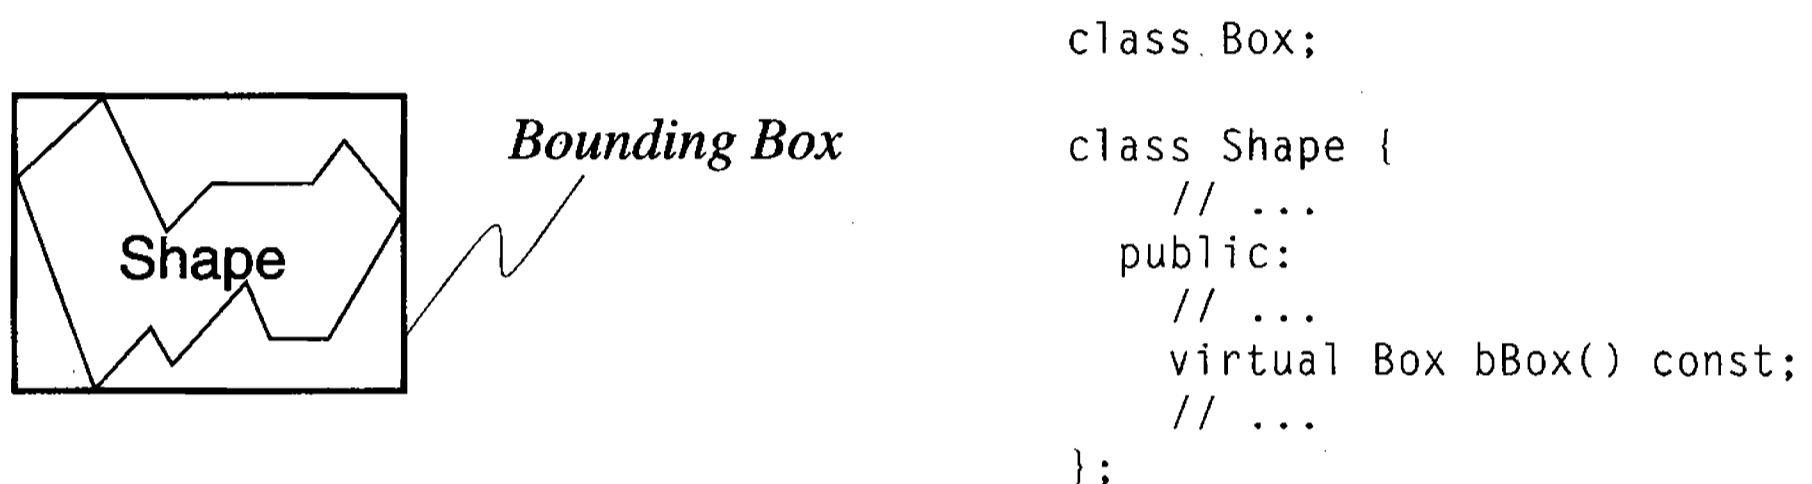 Shape
Bounding Box
class Box;
class Shape {
// ...
public:
// ...
virtual Box bBox() const;
// ...
};